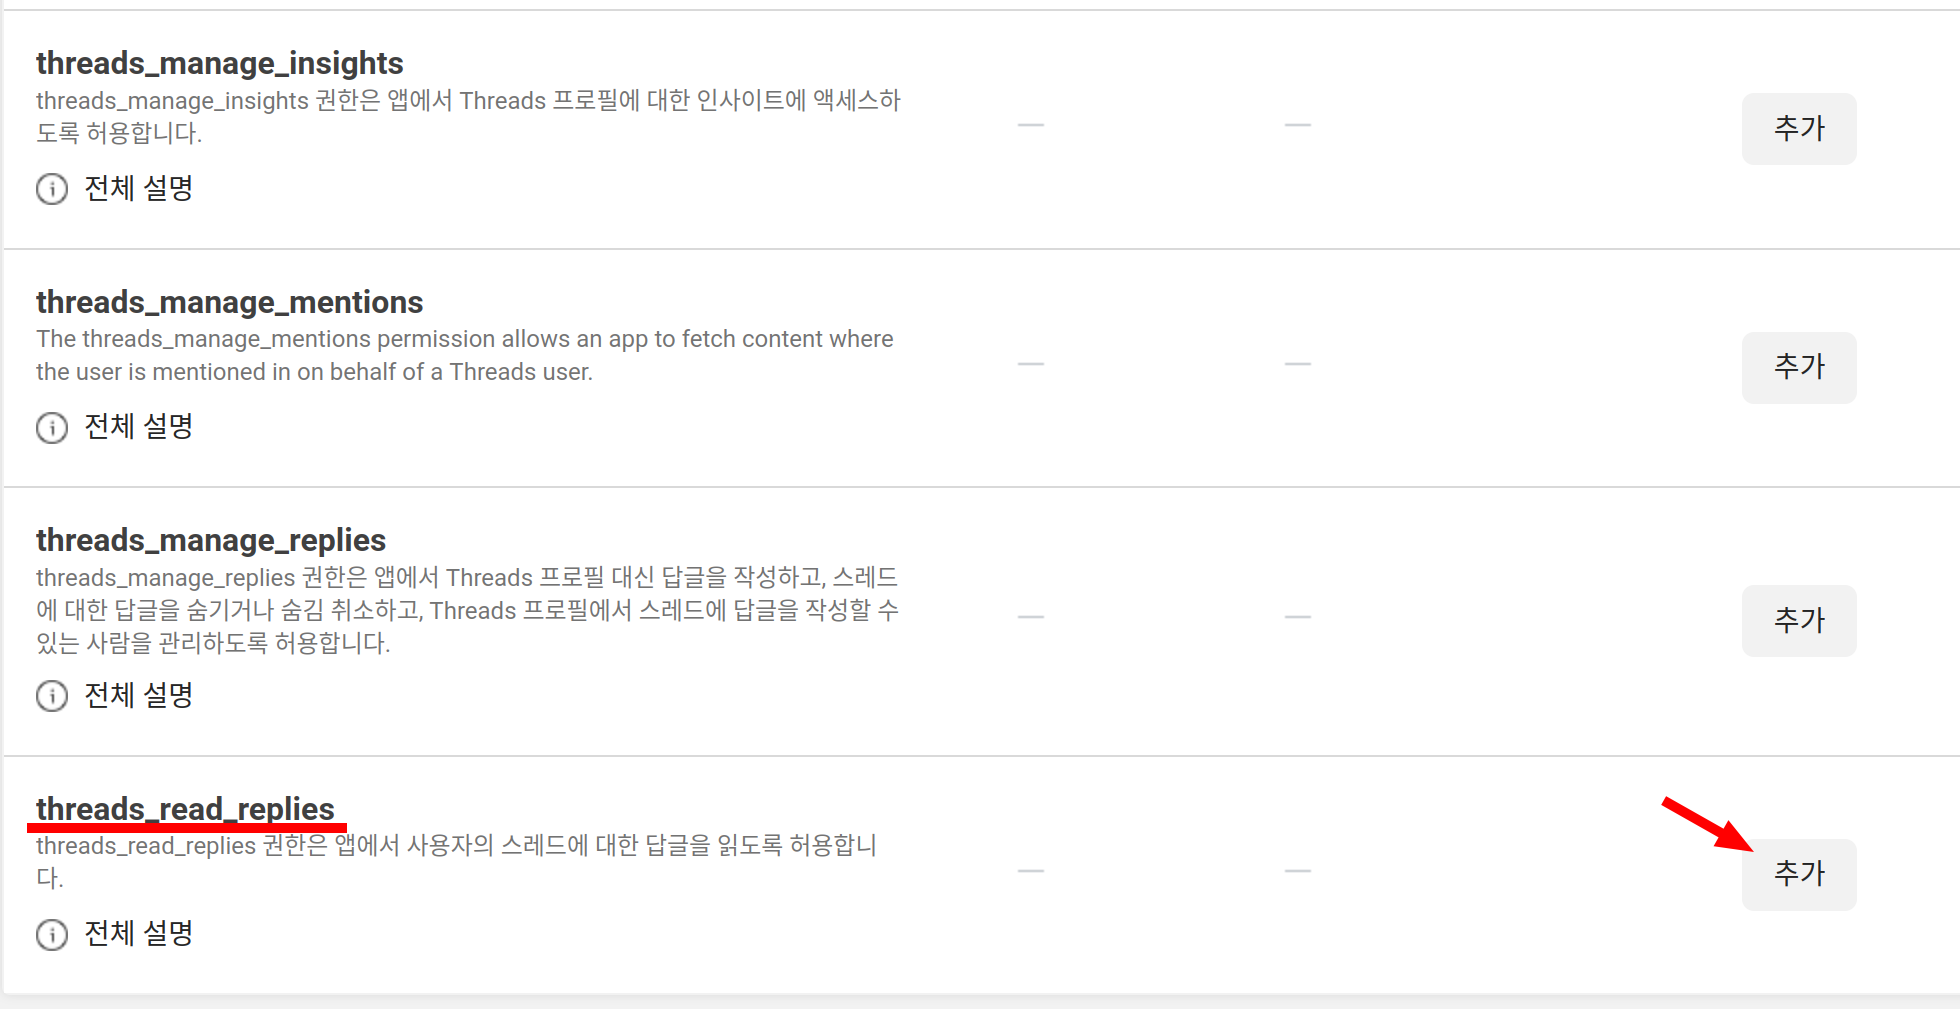 threads_manage_insights
threads_manage_insights 권한은 앱에서 Threads 프로필에 대한 인사이트에 액세스하
도록 허용합니다.
전체 설명
추가
threads_manage_mentions
The threads_manage_mentions permission allows an app to fetch content where
the user is mentioned in on behalf of a Threads user.
전체 설명
추가
threads_manage_replies
threads_manage_replies 권한은 앱에서 Threads 프로필 대신 답글을 작성하고, 스레드
에 대한 답글을 숨기거나 숨김 취소하고, Threads 프로필에서 스레드에 답글을 작성할 수
있는 사람을 관리하도록 허용합니다.
전체 설명
추가
threads_read_replies
threads_read_replies 권한은 앱에서 사용자의 스레드에 대한 답글을 읽도록 허용합니
다.
전체 설명
추가